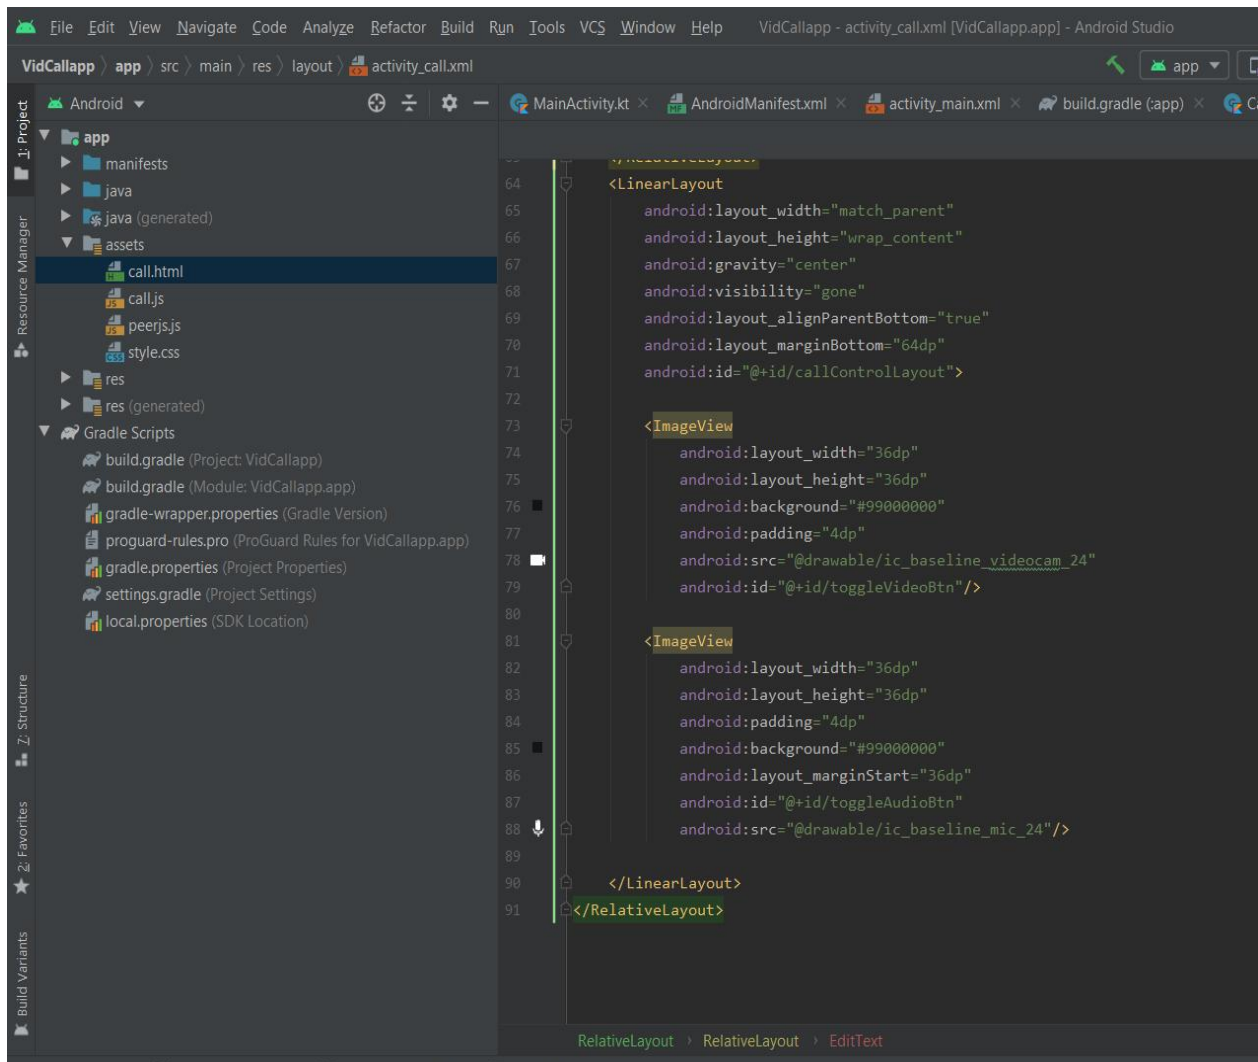 File Edit View Navigate Code Analyze Refactor Build Run Tools VCS Window Help VidCallapp - activity_call.xml [VidCallapp.app] - Android Studio
VidCallapp app src main res layout activity_call.xml app
1: Project
Resource Manager
7: Structure
2: Favorites
Build Variants
Android
app
manifests
java
java (generated)
assets
call.html
call.js
peerjs.js
style.css
res
res (generated)
Gradle Scripts
build.gradle (Project: VidCallapp)
build.gradle (Module: VidCallapp.app)
gradle-wrapper.properties (Gradle Version)
proguard-rules.pro (ProGuard Rules for VidCallapp.app)
gradle.properties (Project Properties)
settings.gradle (Project Settings)
local.properties (SDK Location)
MainActivity.kt AndroidManifest.xml activity_main.xml build.gradle (:app)
</RelativeLayout>
64 <LinearLayout
65 android:layout_width="match_parent"
66 android:layout_height="wrap_content"
67 android:gravity="center"
68 android:visibility="gone"
69 android:layout_alignParentBottom="true"
70 android:layout_marginBottom="64dp"
71 android:id="@+id/callControlLayout">
72
73 <ImageView
74 android:layout_width="36dp"
75 android:layout_height="36dp"
76 android:background="#99000000"
77 android:padding="4dp"
78 android:src="@drawable/ic_baseline_videocam_24"
79 android:id="@+id/toggleVideoBtn"/>
80
81 <ImageView
82 android:layout_width="36dp"
83 android:layout_height="36dp"
84 android:padding="4dp"
85 android:background="#99000000"
86 android:layout_marginStart="36dp"
87 android:id="@+id/toggleAudioBtn"
88 android:src="@drawable/ic_baseline_mic_24"/>
89
90 </LinearLayout>
91 </RelativeLayout>
RelativeLayout › RelativeLayout › EditText